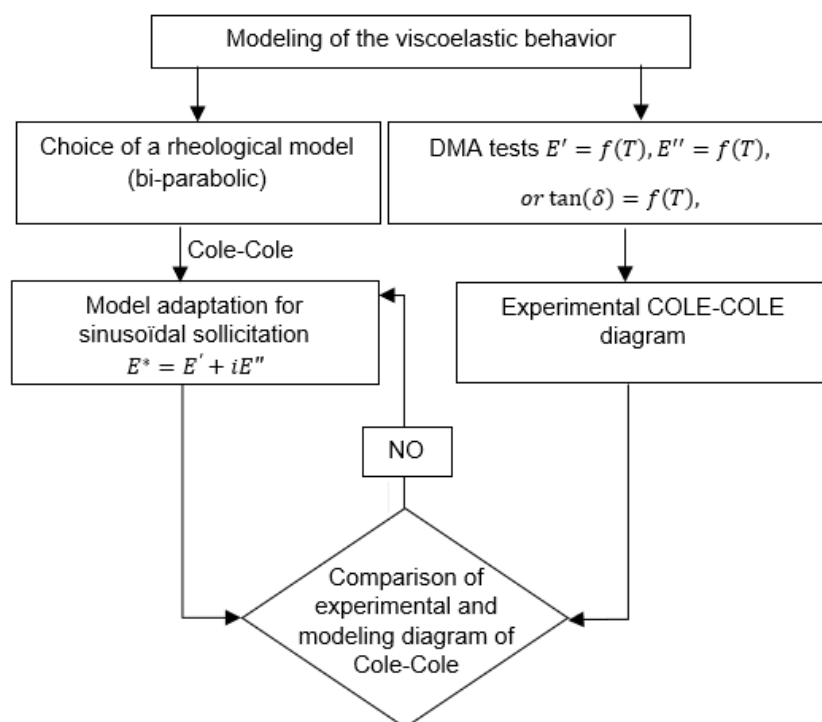 Modeling of the viscoelastic behavior
Choice of a rheological model
(bi-parabolic)
DMA tests E′ = f(T), E′′ = f(T),
or tan(δ) = f(T),
Cole-Cole
Model adaptation for
sinusoïdal sollicitation
E* = E′ + iE″
Experimental COLE-COLE
diagram
NO
Comparison of
experimental and
modeling diagram of
Cole-Cole